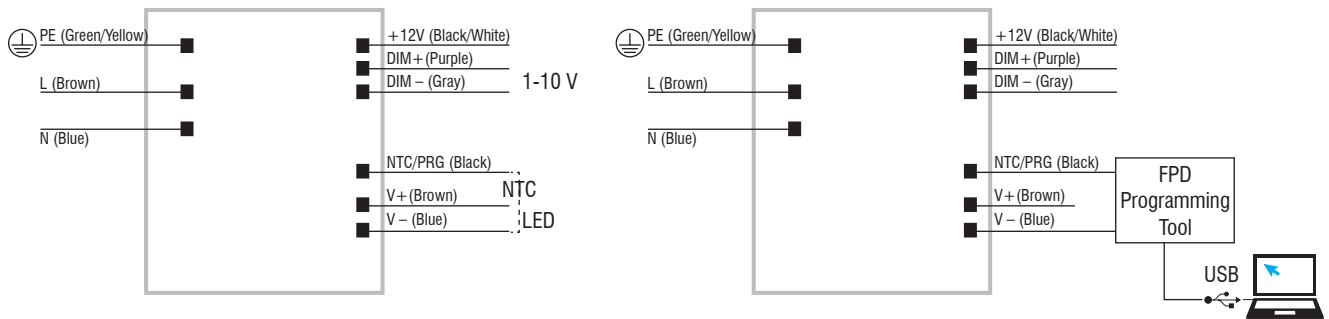 PE (Green/Yellow)
L (Brown)
N (Blue)
+12V (Black/White)
DIM+(Purple)
DIM – (Gray)
1-10 V
NTC/PRG (Black)
NTC
V+(Brown)
V – (Blue)
LED
PE (Green/Yellow)
L (Brown)
N (Blue)
+12V (Black/White)
DIM+(Purple)
DIM – (Gray)
NTC/PRG (Black)
V+(Brown)
V – (Blue)
FPD
Programming
Tool
USB